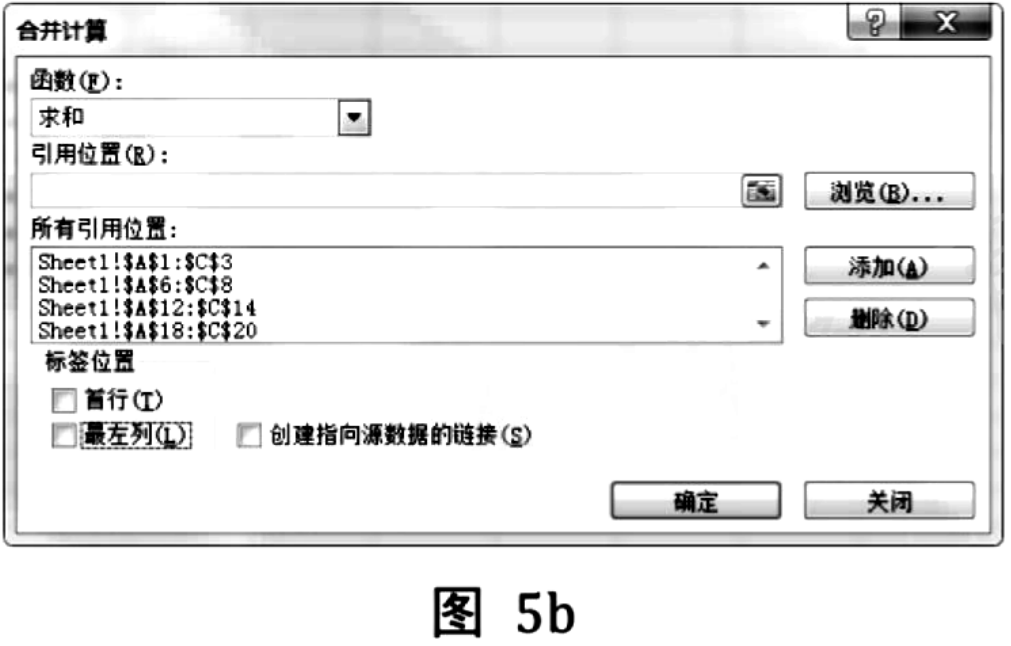 合并计算
函数(F):
求和
引用位置(R):
浏览(B)...
所有引用位置:
Sheet1!$A$1:$C$3
Sheet1!$A$6:$C$8
Sheet1!$A$12:$C$14
Sheet1!$A$18:$C$20
添加(A)
删除(D)
标签位置
首行(T)
最左列(L)
创建指向源数据的链接(S)
确定
关闭
图 5b